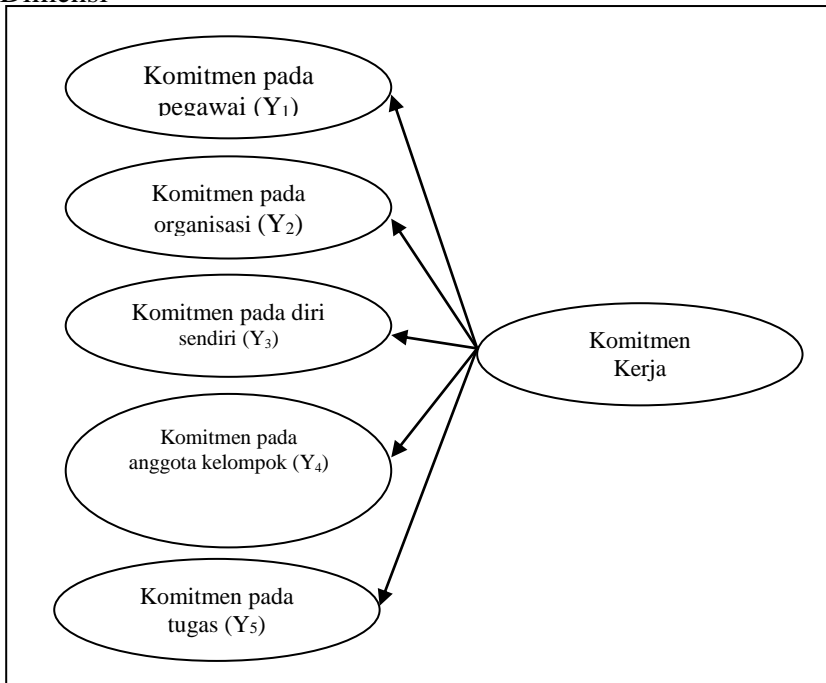 Dimensi
Komitmen pada
pegawai (Y₁)
Komitmen pada
organisasi (Y₂)
Komitmen pada diri
sendiri (Y₃)
Komitmen pada
anggota kelompok (Y₄)
Komitmen pada
tugas (Y₅)
Komitmen
Kerja